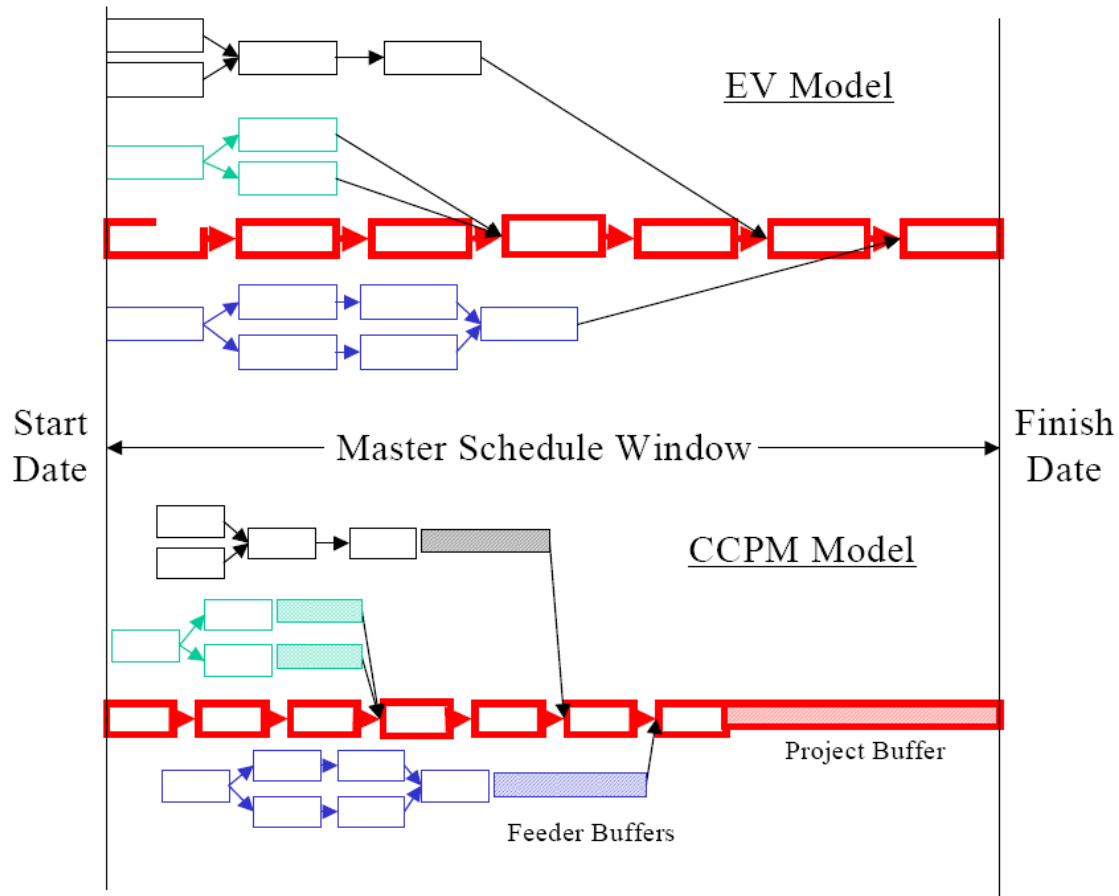 EV Model
Start
Date
Master Schedule Window
Finish
Date
CCPM Model
Project Buffer
Feeder Buffers